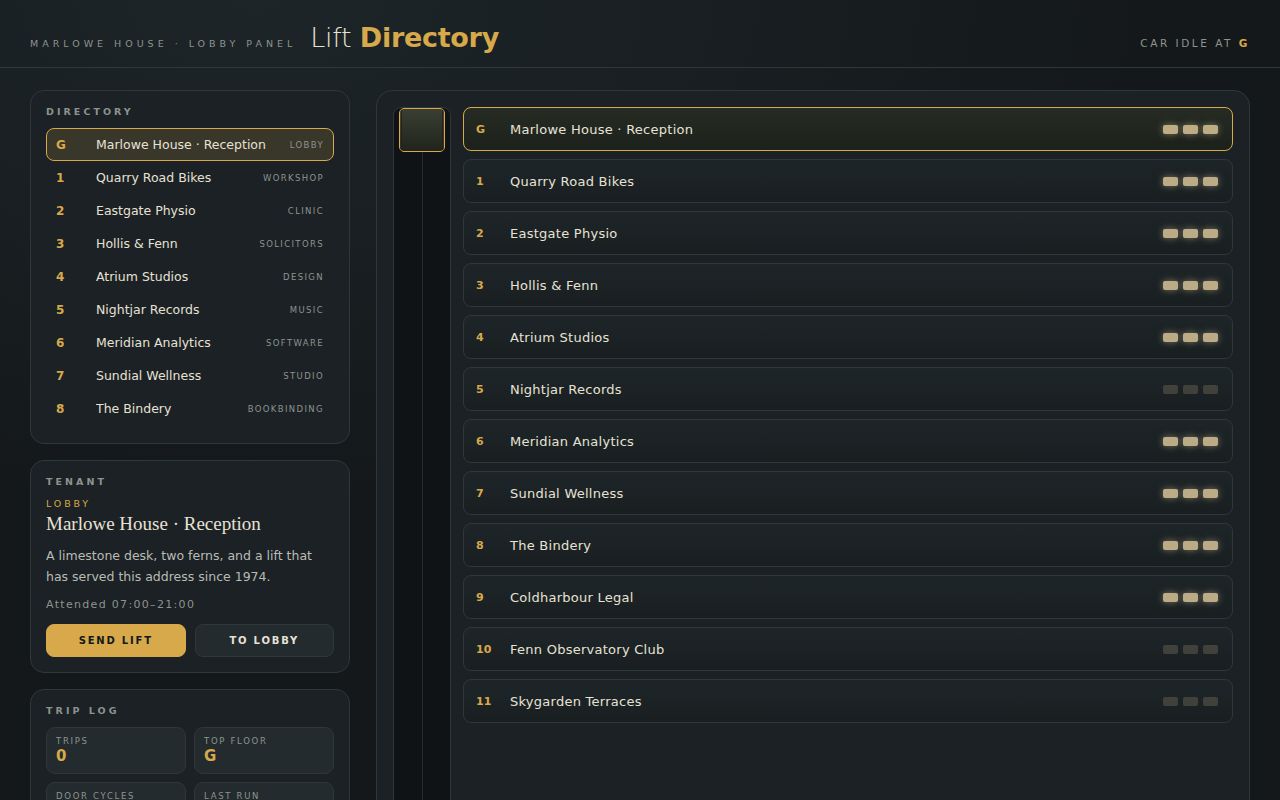 MARLOWE HOUSE · LOBBY PANEL Lift Directory
CAR IDLE AT G
DIRECTORY
G Marlowe House · Reception LOBBY
1 Quarry Road Bikes WORKSHOP
2 Eastgate Physio CLINIC
3 Hollis & Fenn SOLICITORS
4 Atrium Studios DESIGN
5 Nightjar Records MUSIC
6 Meridian Analytics SOFTWARE
7 Sundial Wellness STUDIO
8 The Bindery BOOKBINDING
TENANT
LOBBY
Marlowe House · Reception
A limestone desk, two ferns, and a lift that
has served this address since 1974.
Attended 07:00–21:00
SEND LIFT TO LOBBY
TRIP LOG
TRIPS
0
TOP FLOOR
G
DOOR CYCLES
LAST RUN
G Marlowe House · Reception
1 Quarry Road Bikes
2 Eastgate Physio
3 Hollis & Fenn
4 Atrium Studios
5 Nightjar Records
6 Meridian Analytics
7 Sundial Wellness
8 The Bindery
9 Coldharbour Legal
10 Fenn Observatory Club
11 Skygarden Terraces